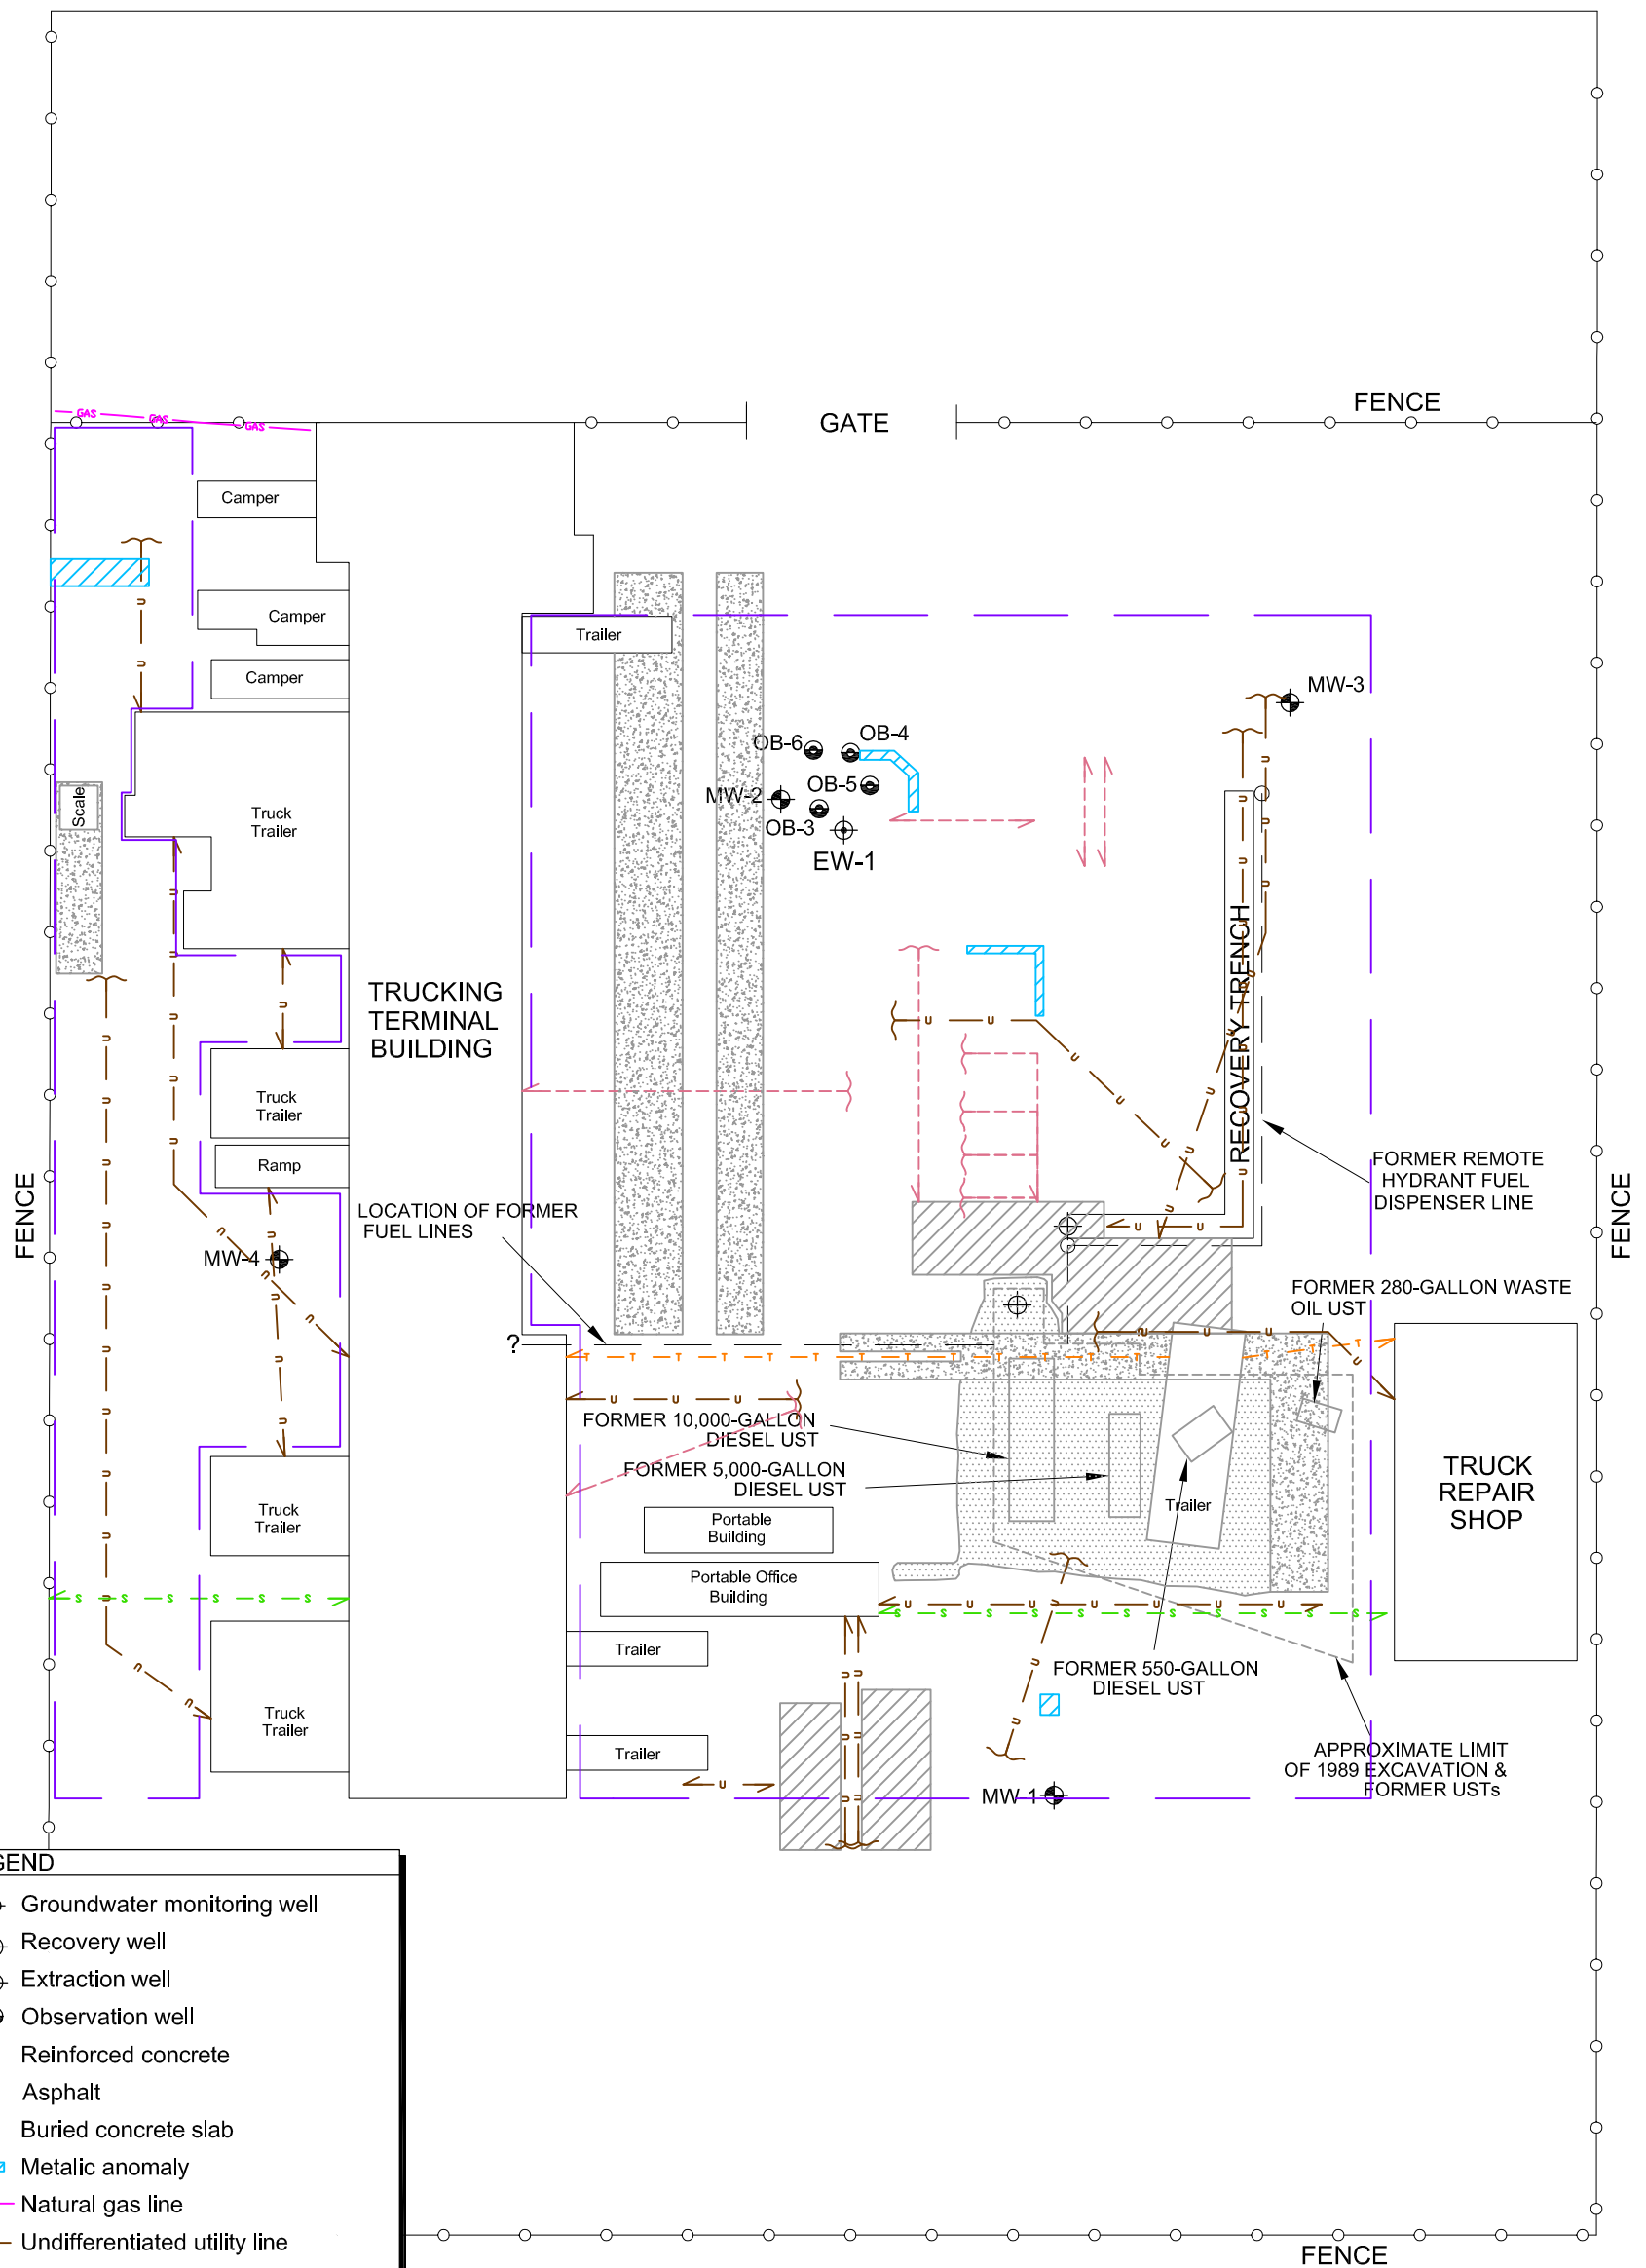 FENCE
GAS GAS GAS
GATE
Camper
Camper
Trailer
Camper
MW-3
OB-6
OB-4
OB-5
MW-2
OB-3
EW-1
Scale
Truck
Trailer
RECOVERY TRENCH
TRUCKING
TERMINAL
BUILDING
Truck
Trailer
Ramp
FENCE
FENCE
FORMER REMOTE
HYDRANT FUEL
DISPENSER LINE
LOCATION OF FORMER
FUEL LINES
MW-4
FORMER 280-GALLON WASTE
OIL UST
?
FORMER 10,000-GALLON
DIESEL UST
FORMER 5,000-GALLON
DIESEL UST
Trailer
TRUCK
REPAIR
SHOP
Truck
Trailer
Portable
Building
Portable Office
Building
Trailer
FORMER 550-GALLON
DIESEL UST
Truck
Trailer
Trailer
APPROXIMATE LIMIT
OF 1989 EXCAVATION &
FORMER USTs
MW 1
GEND
Groundwater monitoring well
Recovery well
Extraction well
Observation well
Reinforced concrete
Asphalt
Buried concrete slab
Metalic anomaly
Natural gas line
Undifferentiated utility line
FENCE